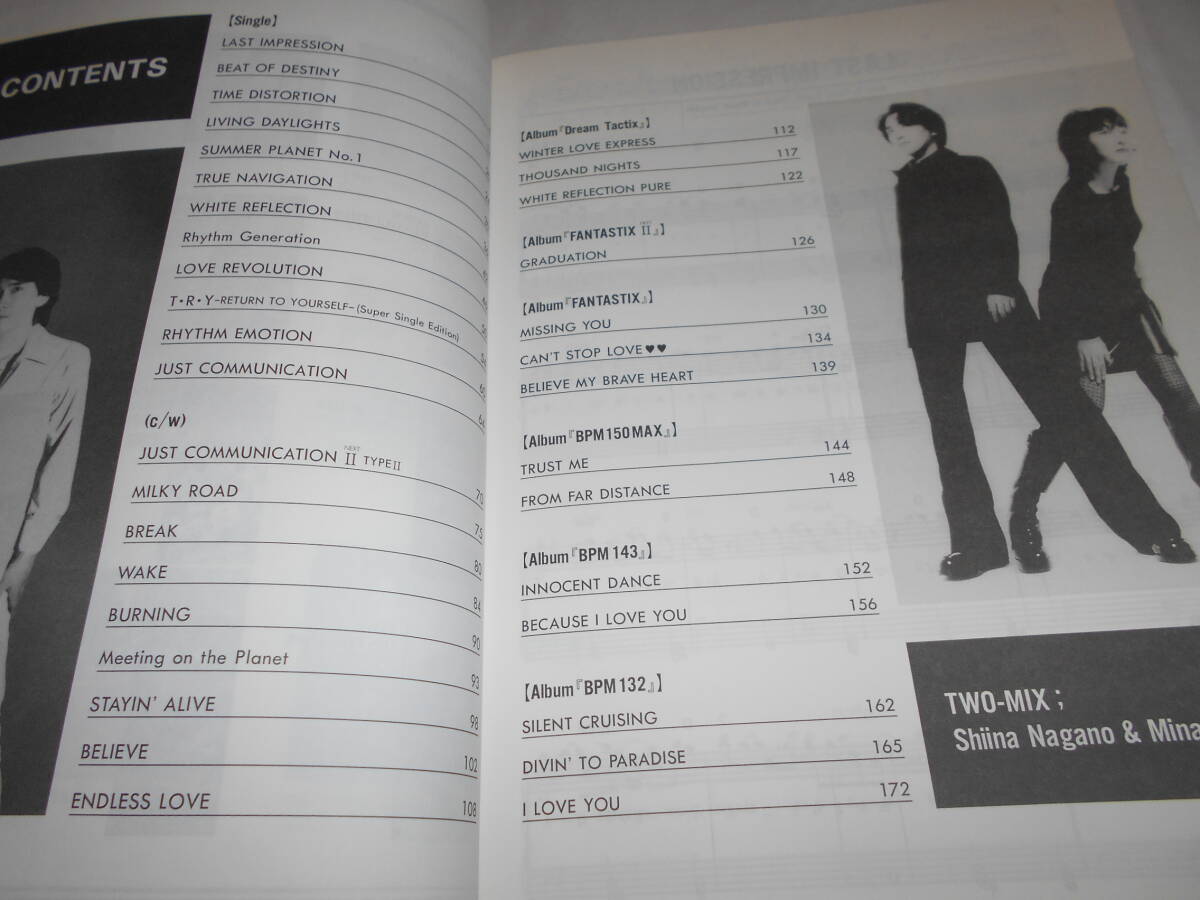 CONTENTS
【Single】
LAST IMPRESSION
BEAT OF DESTINY
TIME DISTORTION
LIVING DAYLIGHTS
SUMMER PLANET No.1
TRUE NAVIGATION
WHITE REFLECTION
Rhythm Generation
LOVE REVOLUTION
T・R・Y-RETURN TO YOURSELF-(Super Single Edition)
RHYTHM EMOTION
JUST COMMUNICATION 64
(c/w)
JUST COMMUNICATION II NEXT TYPE II 70
MILKY ROAD 75
BREAK 80
WAKE 84
BURNING 90
Meeting on the Planet 93
STAYIN' ALIVE 98
BELIEVE 102
ENDLESS LOVE 108
【Album『Dream Tactix』】
WINTER LOVE EXPRESS 112
THOUSAND NIGHTS 117
WHITE REFLECTION PURE 122
【Album『FANTASTIX II NEXT』】
GRADUATION 126
【Album『FANTASTIX』】
MISSING YOU 130
CAN'T STOP LOVE♥♥ 134
BELIEVE MY BRAVE HEART 139
【Album『BPM150MAX』】
TRUST ME 144
FROM FAR DISTANCE 148
【Album『BPM 143』】
INNOCENT DANCE 152
BECAUSE I LOVE YOU 156
【Album『BPM 132』】
SILENT CRUISING 162
DIVIN' TO PARADISE 165
I LOVE YOU 172
TWO-MIX ;
Shiina Nagano & Mina